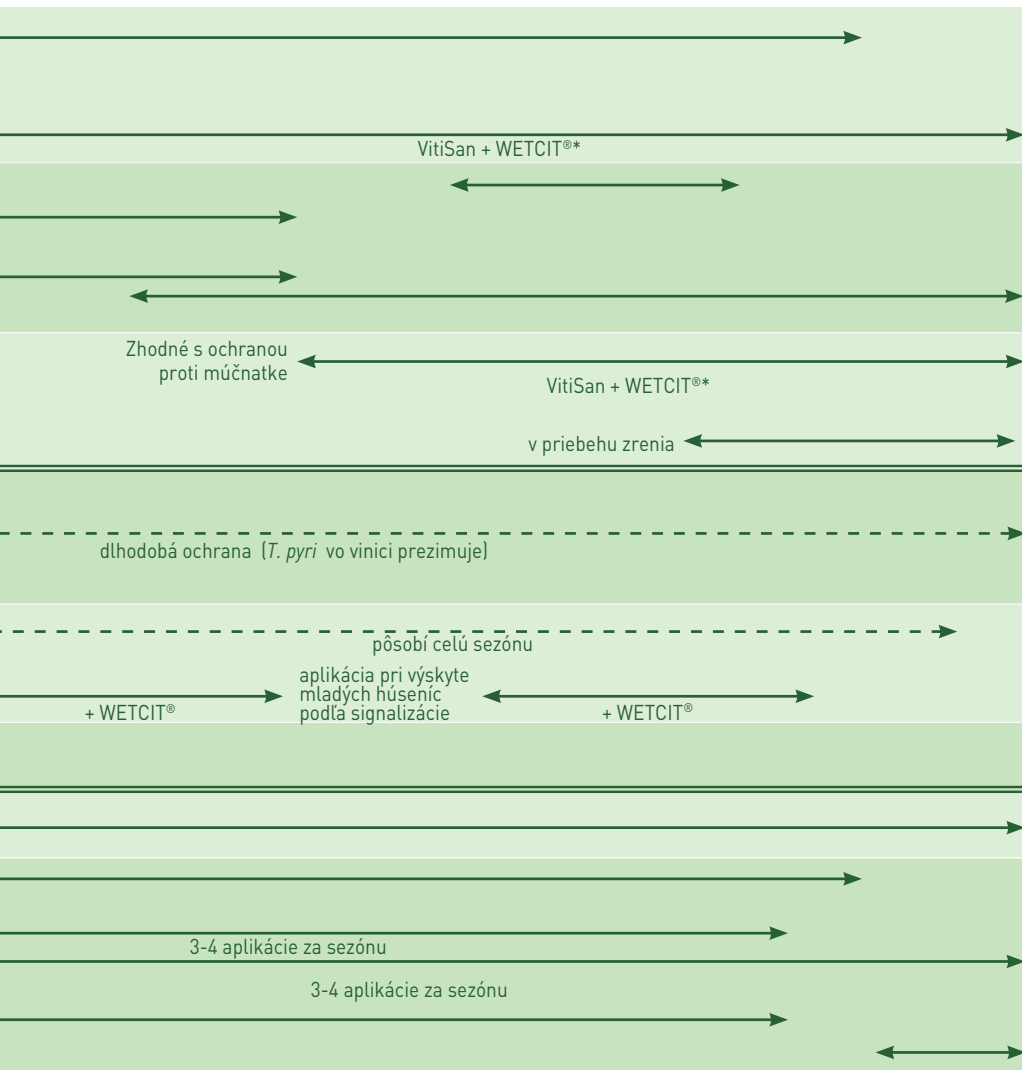 VitiSan + WETCIT®*
Zhodné s ochranou
proti múčnatke
VitiSan + WETCIT®*
v priebehu zrenia
dlhodobá ochrana (T. pyri vo vinici prezimuje)
pôsobí celú sezónu
aplikácia pri výskyte
mladých húseníc
podľa signalizácie
+ WETCIT®
+ WETCIT®
3-4 aplikácie za sezónu
3-4 aplikácie za sezónu